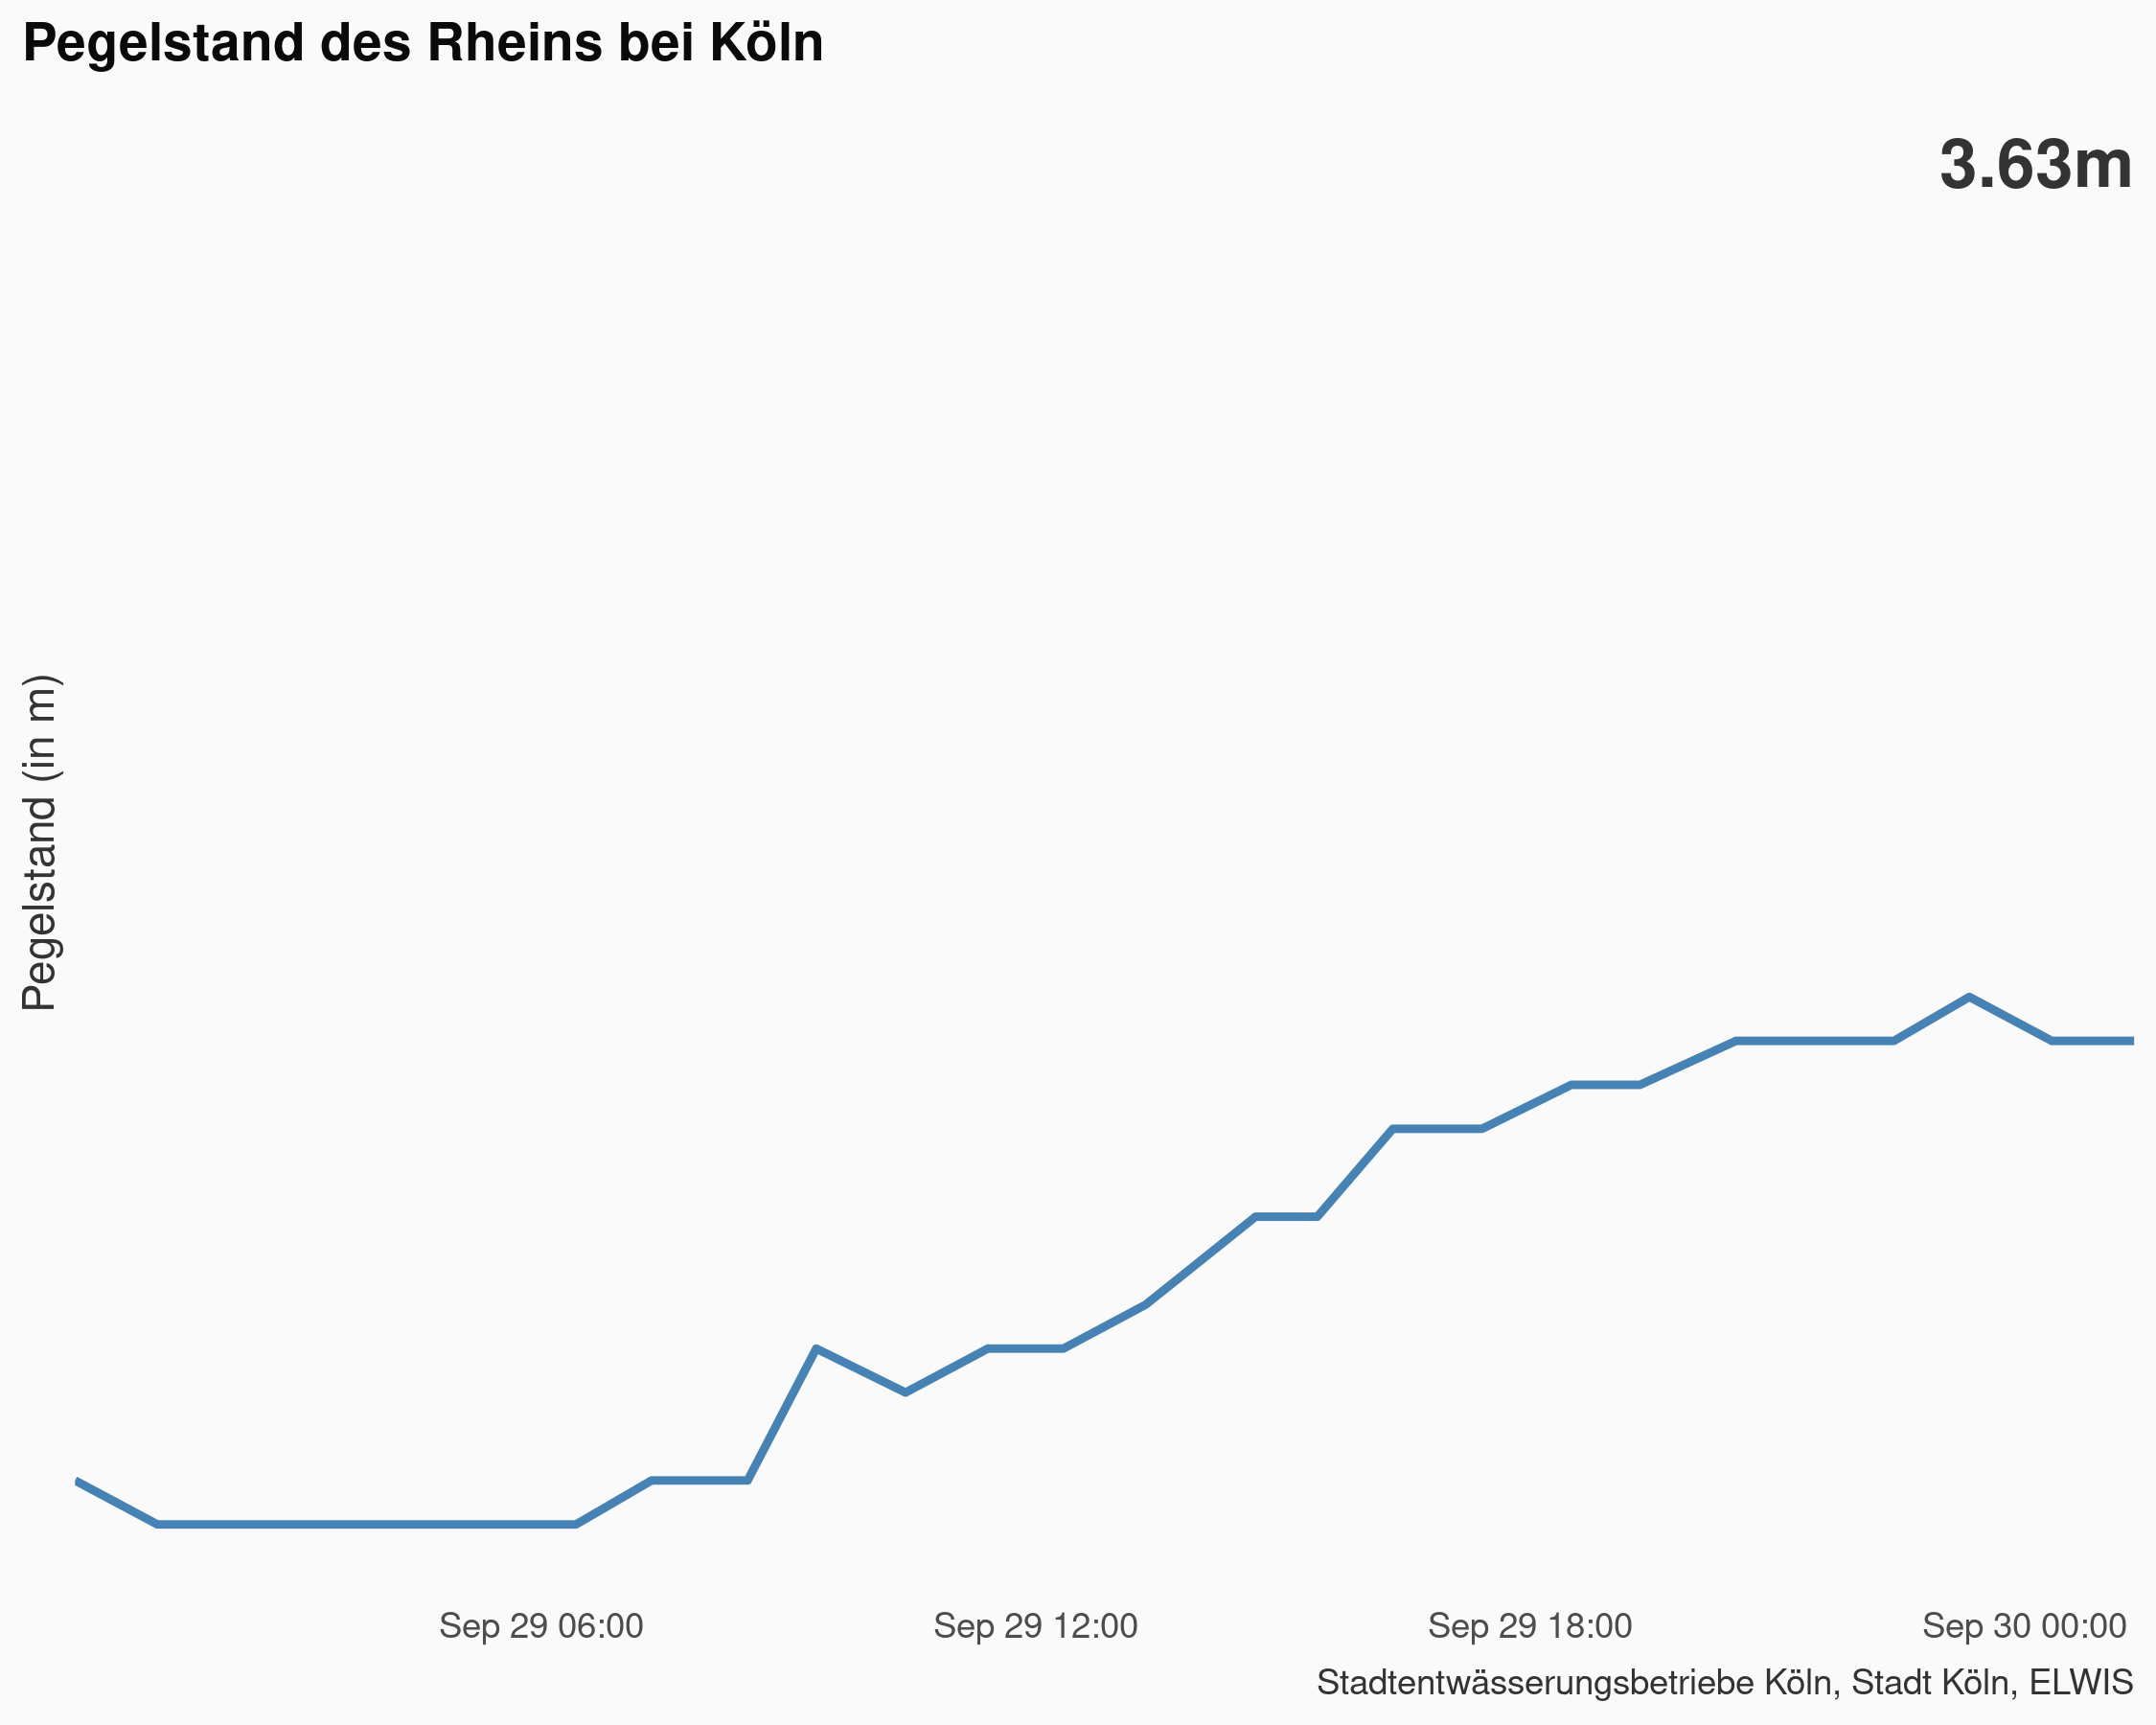 Pegelstand des Rheins bei Köln
3.63m
Pegelstand (in m)
Sep 29 06:00
Sep 29 12:00
Sep 29 18:00
Sep 30 00:00
Stadtentwässerungsbetriebe Köln, Stadt Köln, ELWIS